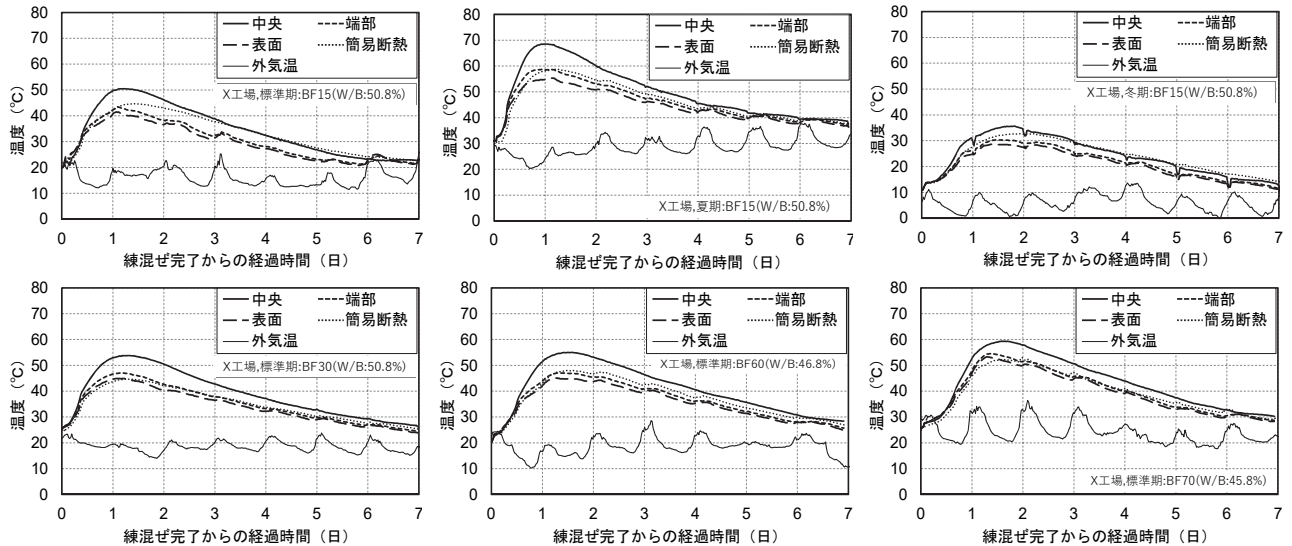 80
70
60
50
40
30
20
10
0
温度（℃）
中央
端部
表面
簡易断熱
外気温
X工場,標準期:BF15(W/B:50.8%)
0 1 2 3 4 5 6 7
練混ぜ完了からの経過時間（日）
80
70
60
50
40
30
20
10
0
温度（℃）
中央
端部
表面
簡易断熱
外気温
X工場,夏期:BF15(W/B:50.8%)
0 1 2 3 4 5 6 7
練混ぜ完了からの経過時間（日）
80
70
60
50
40
30
20
10
0
温度（℃）
中央
端部
表面
簡易断熱
外気温
X工場,冬期:BF15(W/B:50.8%)
0 1 2 3 4 5 6 7
練混ぜ完了からの経過時間（日）
80
70
60
50
40
30
20
10
0
温度（℃）
中央
端部
表面
簡易断熱
外気温
X工場,標準期:BF30(W/B:50.8%)
0 1 2 3 4 5 6 7
練混ぜ完了からの経過時間（日）
80
70
60
50
40
30
20
10
0
温度（℃）
中央
端部
表面
簡易断熱
外気温
X工場,標準期:BF60(W/B:46.8%)
0 1 2 3 4 5 6 7
練混ぜ完了からの経過時間（日）
80
70
60
50
40
30
20
10
0
温度（℃）
中央
端部
表面
簡易断熱
外気温
X工場,標準期:BF70(W/B:45.8%)
0 1 2 3 4 5 6 7
練混ぜ完了からの経過時間（日）